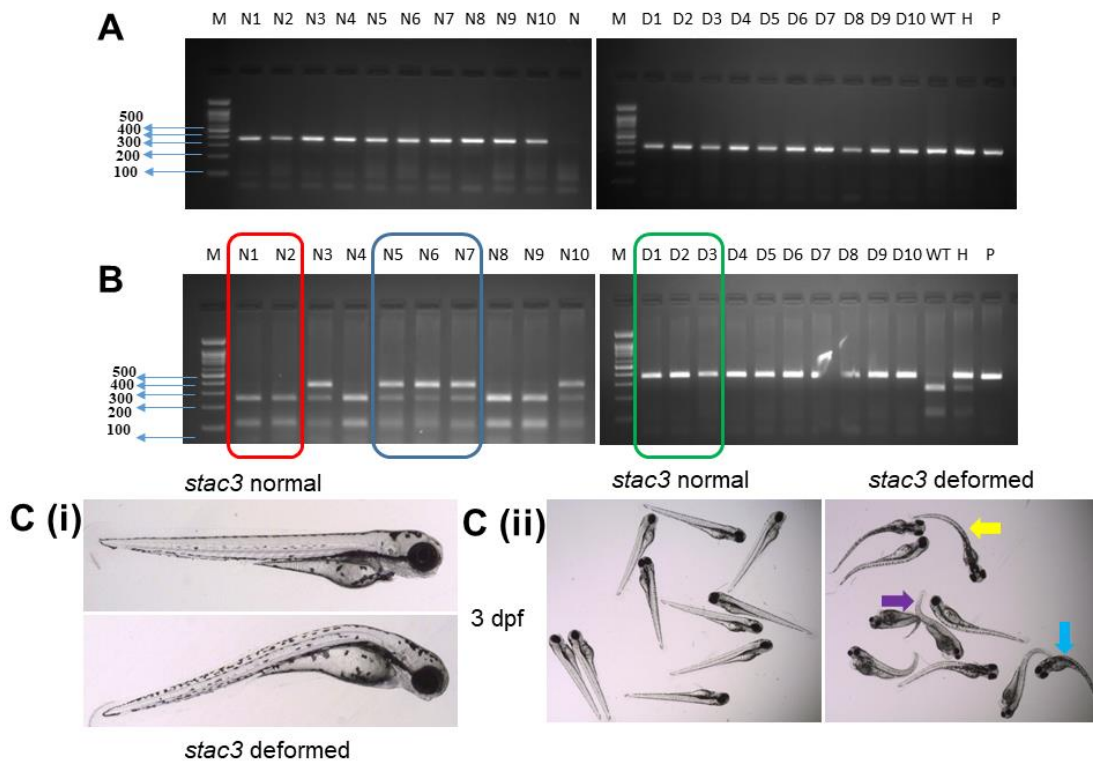 A
M N1 N2 N3 N4 N5 N6 N7 N8 N9 N10 N
M D1 D2 D3 D4 D5 D6 D7 D8 D9 D10 WT H P
500
400
300
200
100
B
M N1 N2 N3 N4 N5 N6 N7 N8 N9 N10
M D1 D2 D3 D4 D5 D6 D7 D8 D9 D10 WT H P
500
400
300
200
100
stac3 normal
C (i)
stac3 deformed
stac3 normal
stac3 deformed
C (ii)
3 dpf